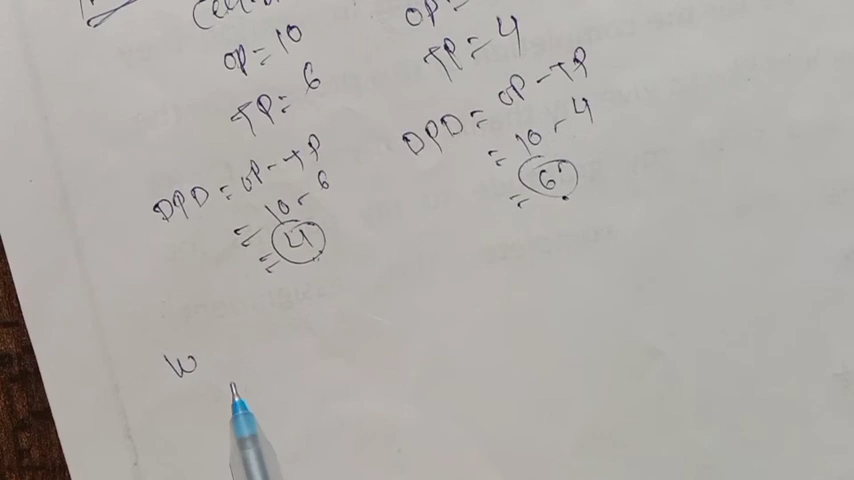 OP = 10
TP = 6
DPD = OP - TP
= 10 - 6
= 4
OP =
TP = 4
DPD = OP - TP
= 10 - 4
= 6
W